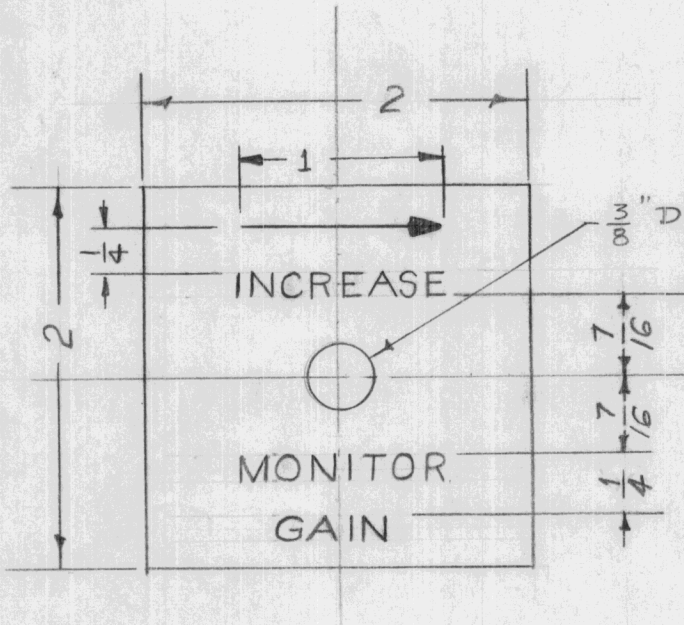 2
1
3/8" D
1/4
INCREASE
2
7/16
7/16
MONITOR
1/4
GAIN